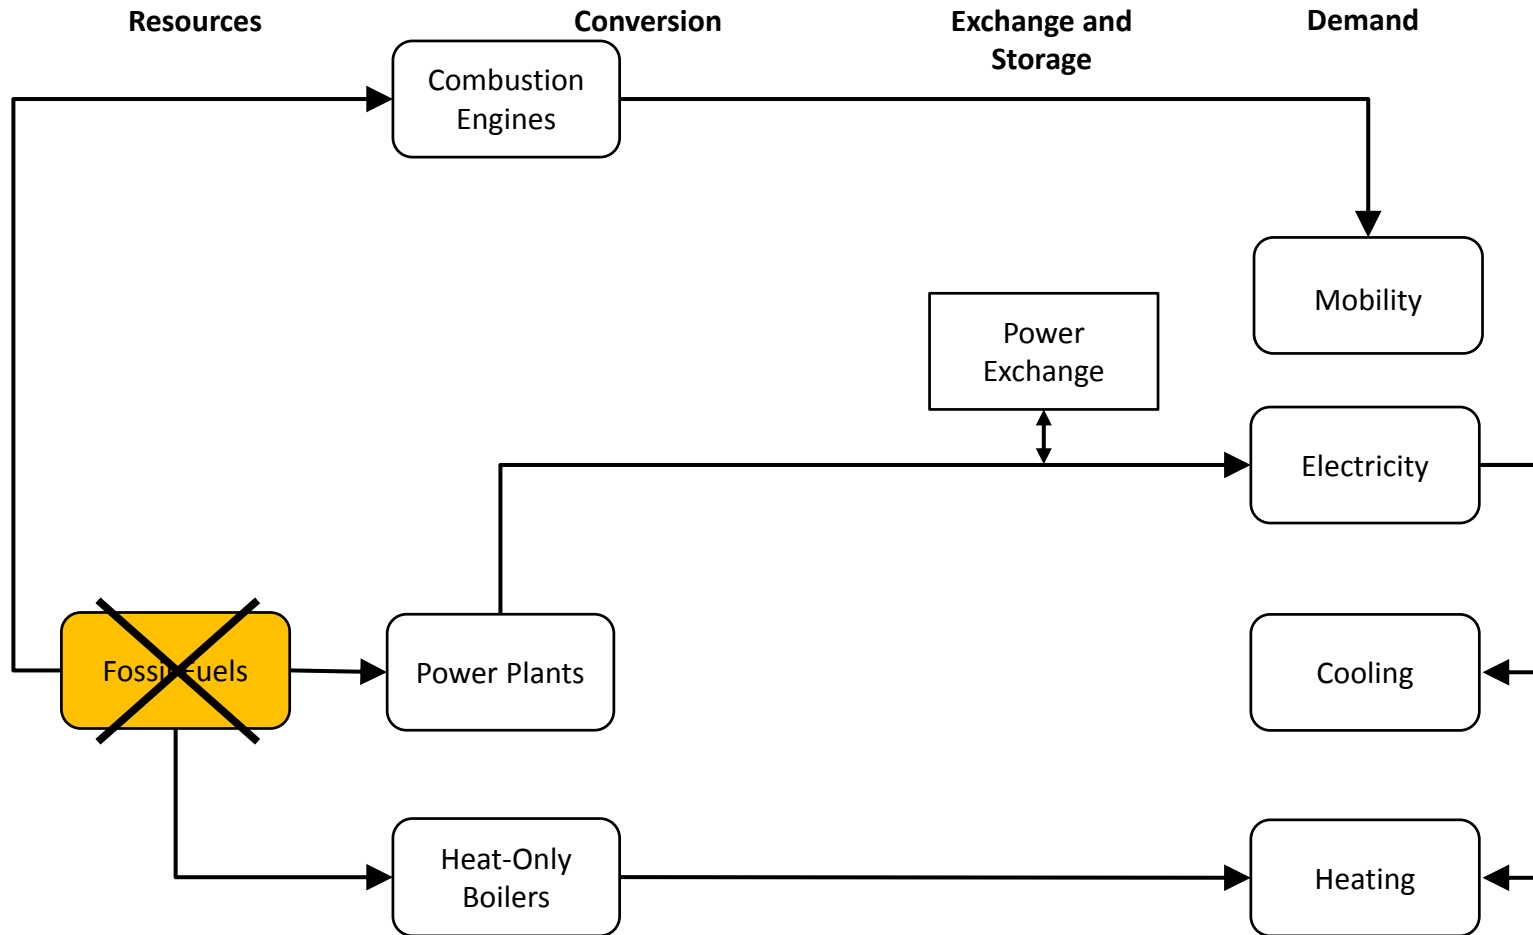 Resources
Conversion
Exchange and
Storage
Demand
Combustion
Engines
Mobility
Power
Exchange
Electricity
Fossil Fuels
Power Plants
Cooling
Heat-Only
Boilers
Heating